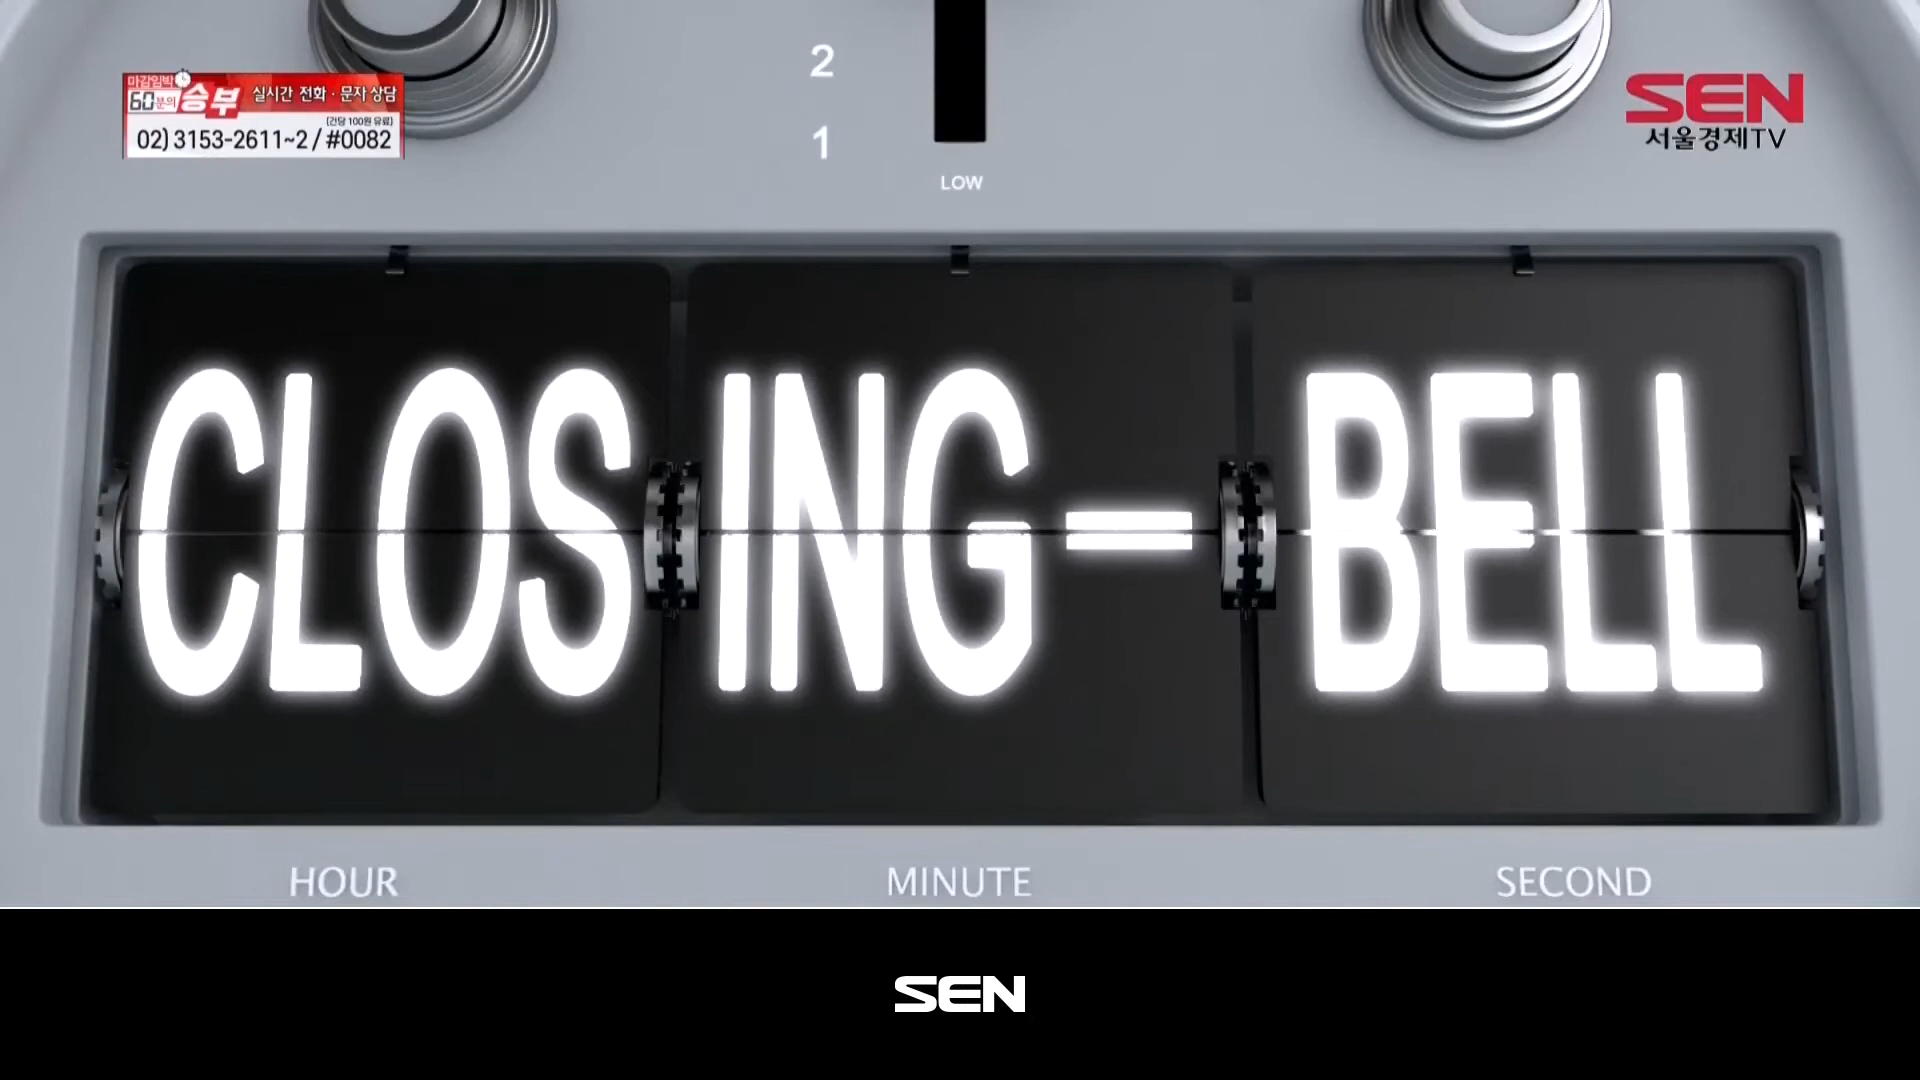 마감임박
60분의 승부 실시간 전화 · 문자 상담
(건당 100원 유료)
02) 3153-2611~2 / #0082
2
1
LOW
SEN
서울경제TV
CLOSING-BELL
HOUR MINUTE SECOND
SEN